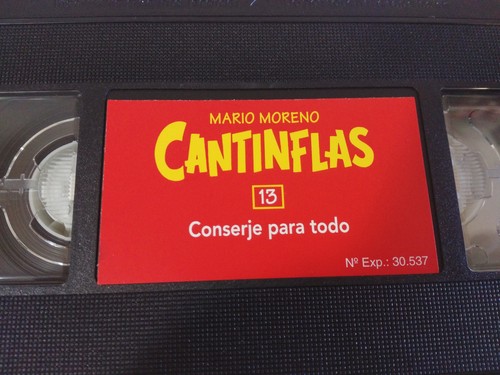 MARIO MORENO
CANTINFLAS
13
Conserje para todo
Nº Exp.: 30.537